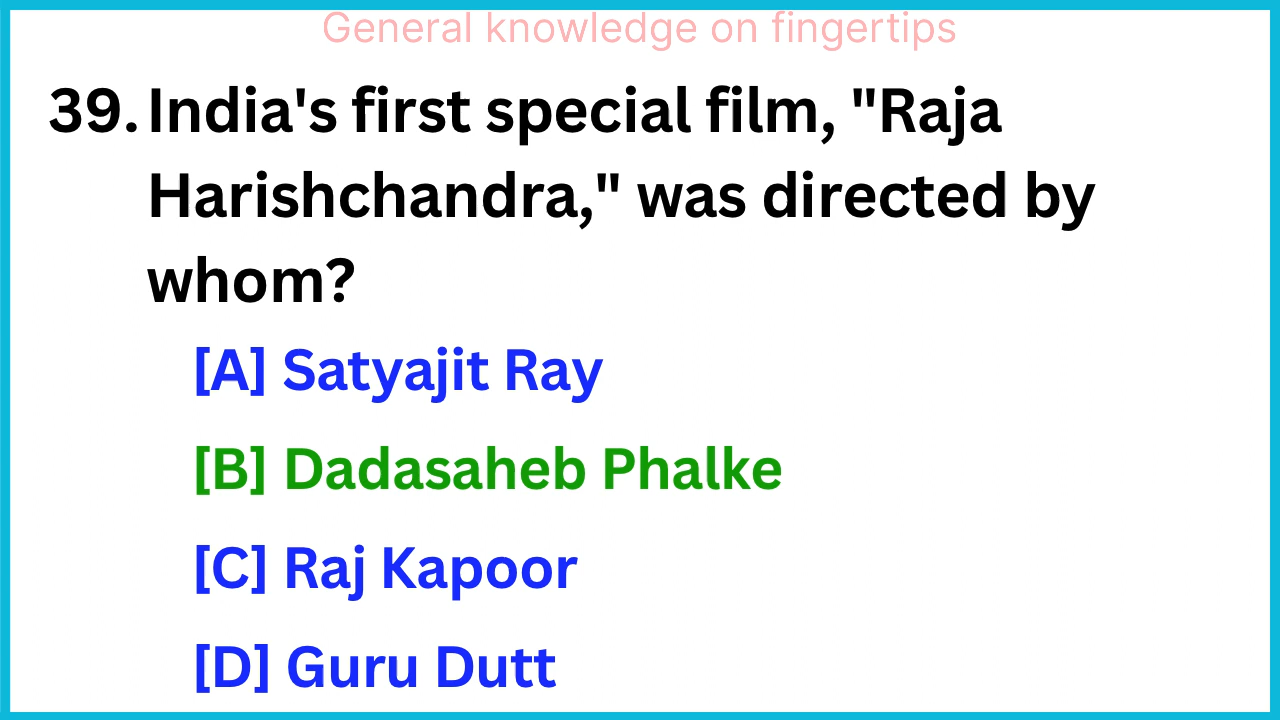 General knowledge on fingertips
39. India's first special film, "Raja
Harishchandra," was directed by
whom?
[A] Satyajit Ray
[B] Dadasaheb Phalke
[C] Raj Kapoor
[D] Guru Dutt